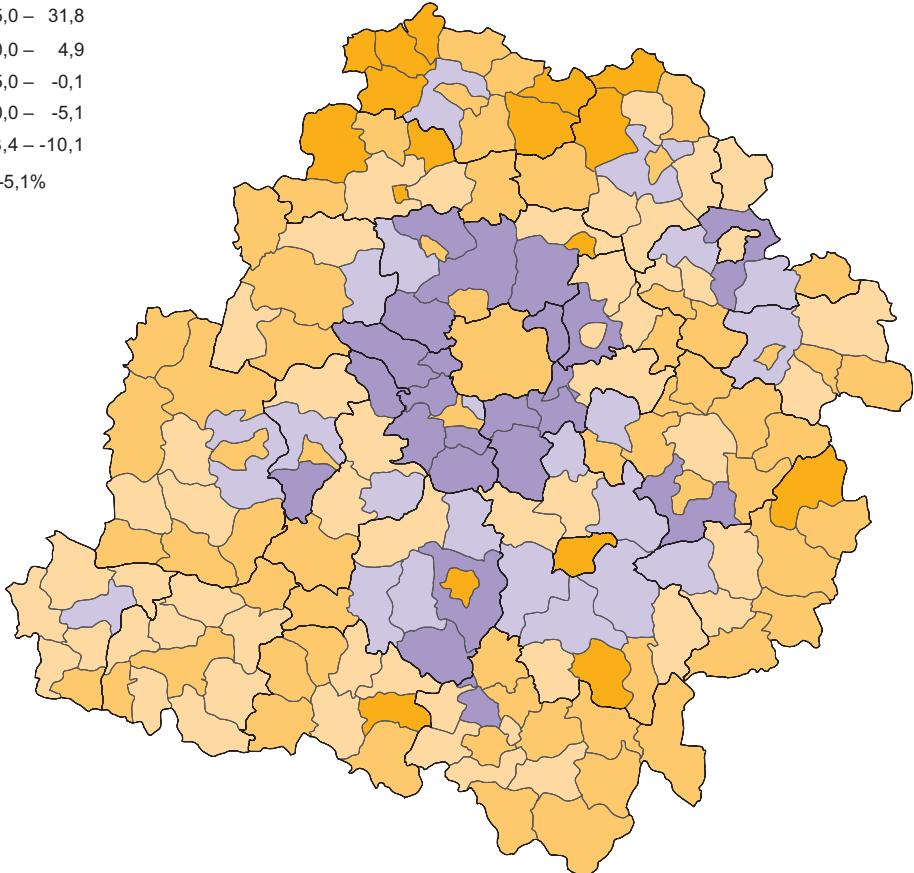 5,0 – 31,8
0,0 – 4,9
5,0 – -0,1
0,0 – -5,1
,4 – -10,1
-5,1%